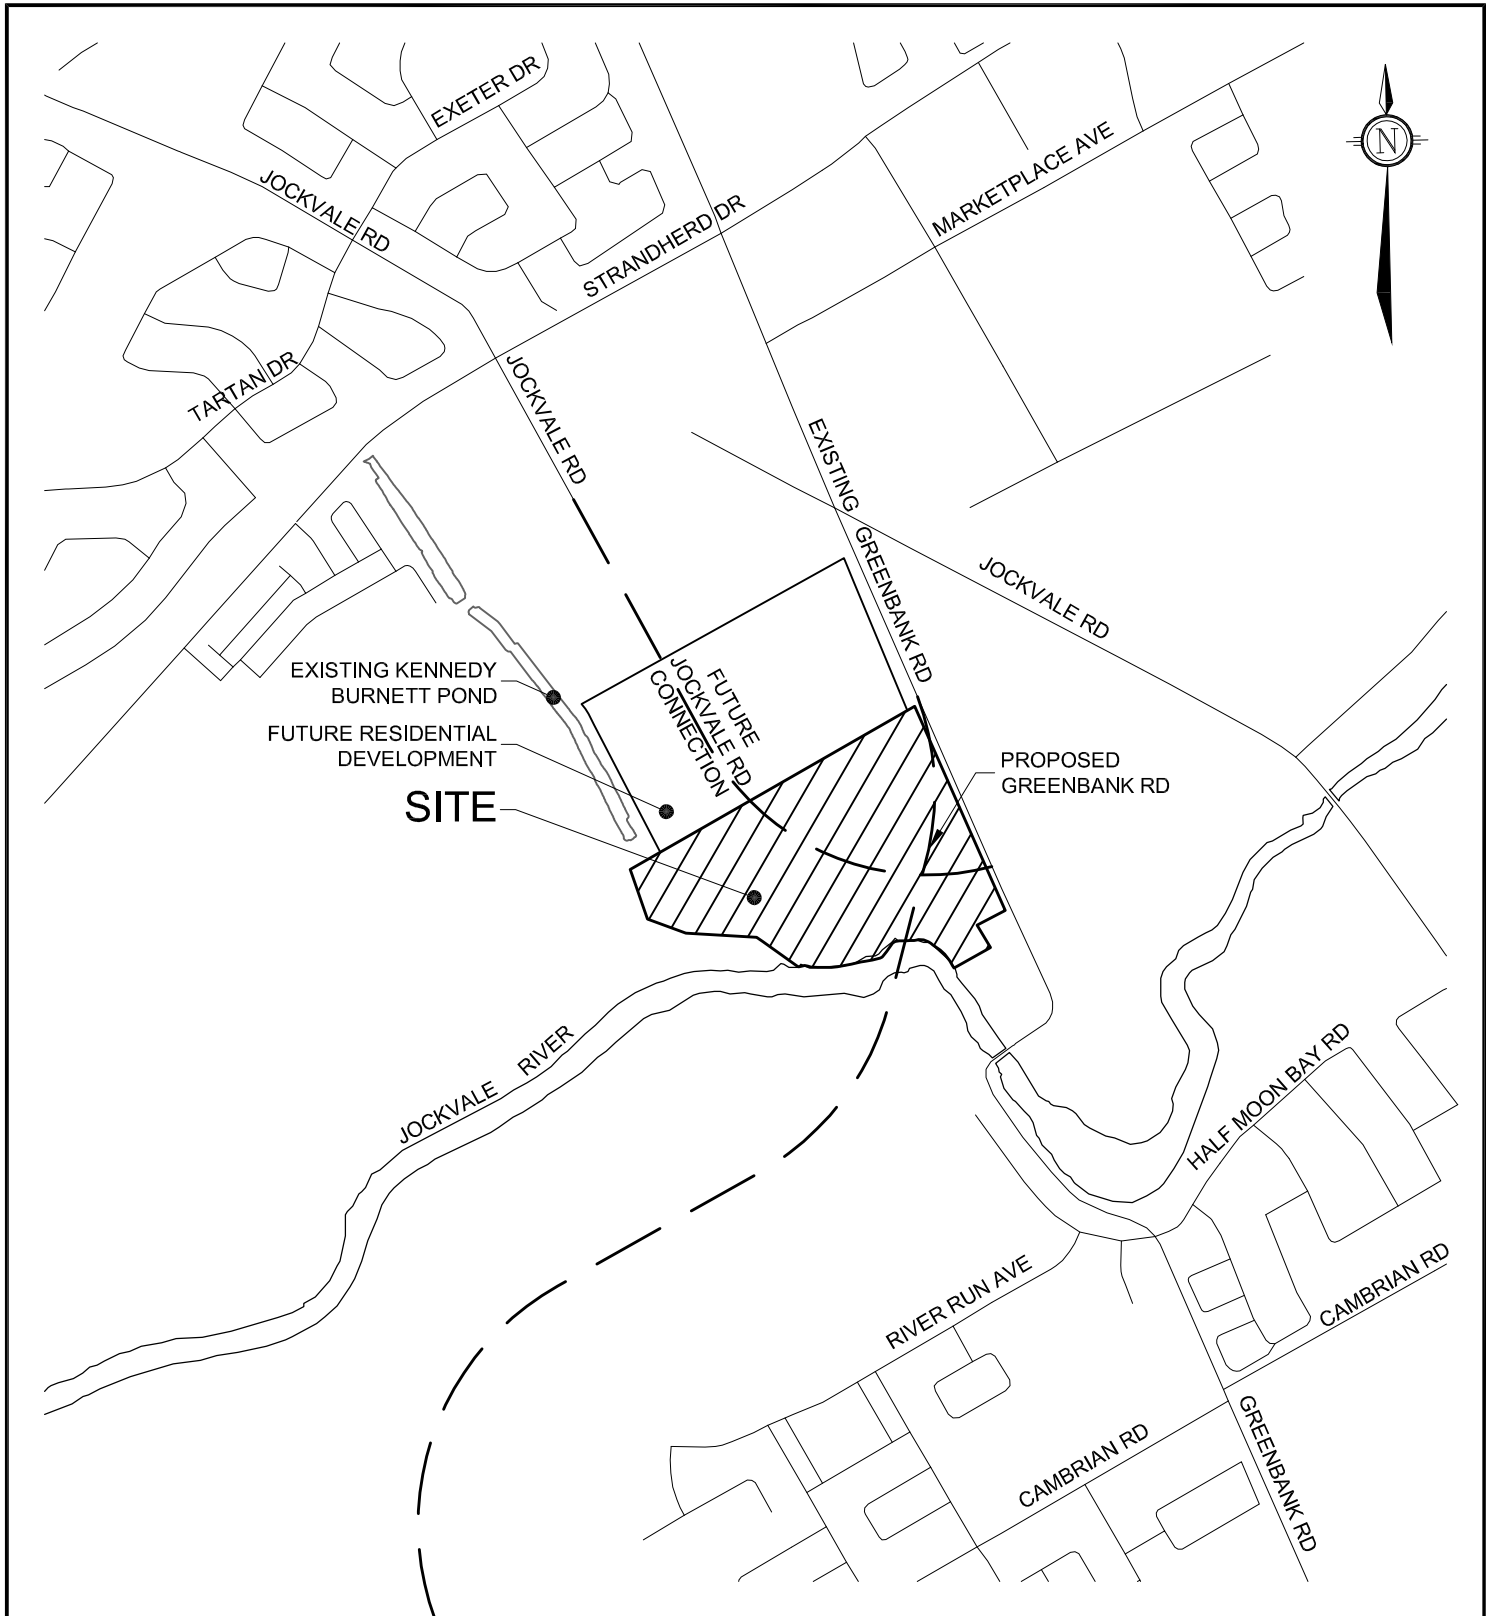 EXETER DR
N
JOCKVALE RD
MARKETPLACE AVE
STRANDHERD DR
TARTAN DR
JOCKVALE RD
EXISTING GREENBANK RD
JOCKVALE RD
EXISTING KENNEDY
BURNETT POND
FUTURE
JOCKVALE RD
CONNECTION
FUTURE RESIDENTIAL
DEVELOPMENT
PROPOSED
GREENBANK RD
SITE
JOCKVALE RIVER
HALF MOON BAY RD
RIVER RUN AVE
CAMBRIAN RD
CAMBRIAN RD
GREENBANK RD